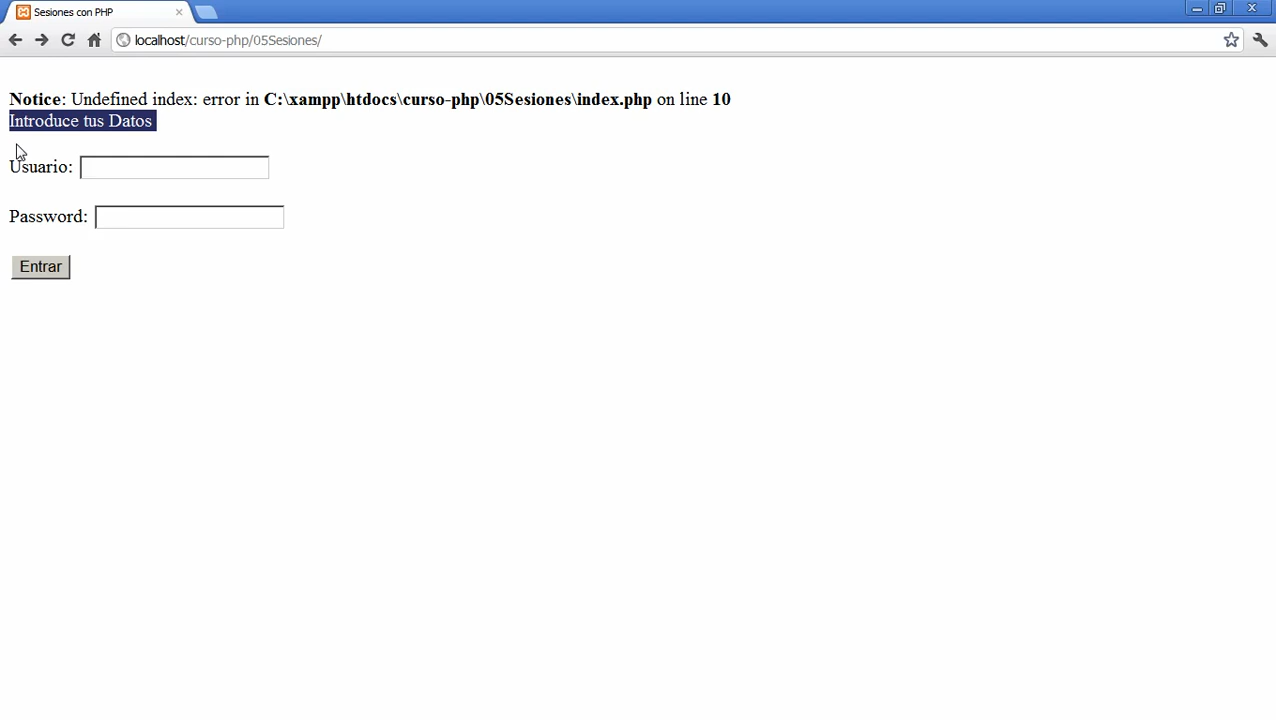 Sesiones con PHP
localhost/curso-php/05Sesiones/
Notice: Undefined index: error in C:\xampp\htdocs\curso-php\05Sesiones\index.php on line 10
Introduce tus Datos
Usuario:
Password:
Entrar